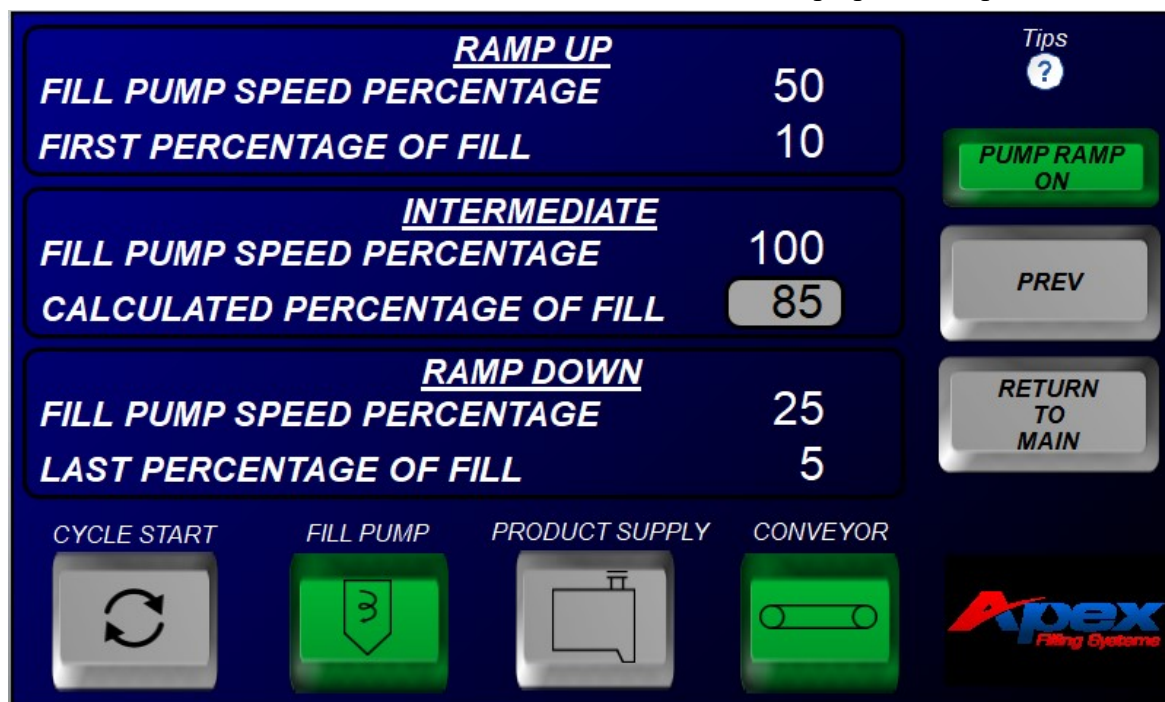 RAMP UP
FILL PUMP SPEED PERCENTAGE 50
FIRST PERCENTAGE OF FILL 10
INTERMEDIATE
FILL PUMP SPEED PERCENTAGE 100
CALCULATED PERCENTAGE OF FILL 85
RAMP DOWN
FILL PUMP SPEED PERCENTAGE 25
LAST PERCENTAGE OF FILL 5
Tips
?
PUMP RAMP
ON
PREV
RETURN
TO
MAIN
CYCLE START FILL PUMP PRODUCT SUPPLY CONVEYOR
Apex
Filling Systems